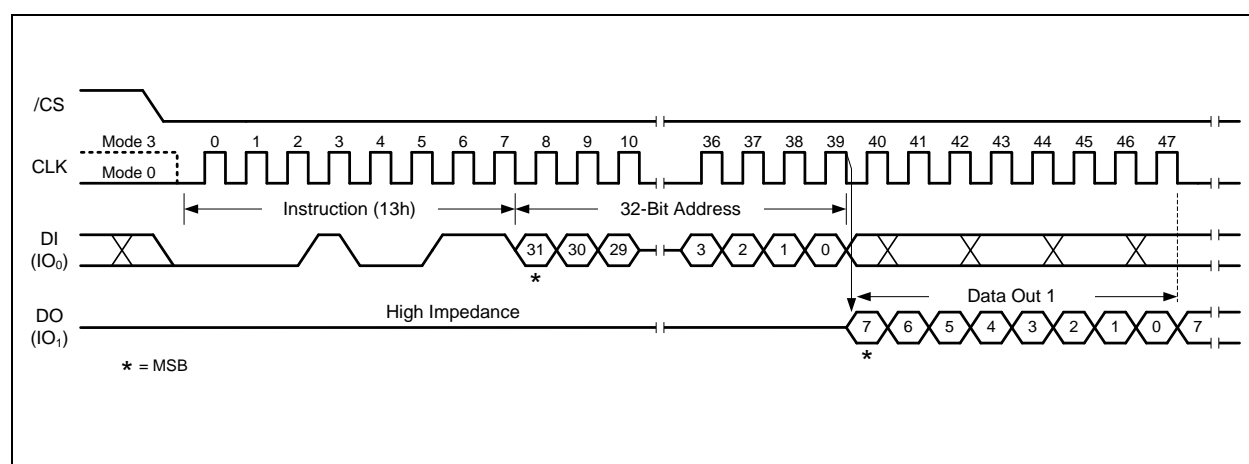 /CS
Mode 3 0 1 2 3 4 5 6 7 8 9 10 36 37 38 39 40 41 42 43 44 45 46 47
CLK
Mode 0
Instruction (13h) 32-Bit Address
DI
(IO₀)
31 30 29 3 2 1 0
*
Data Out 1
High Impedance
DO
(IO₁)
7 6 5 4 3 2 1 0 7
*
* = MSB